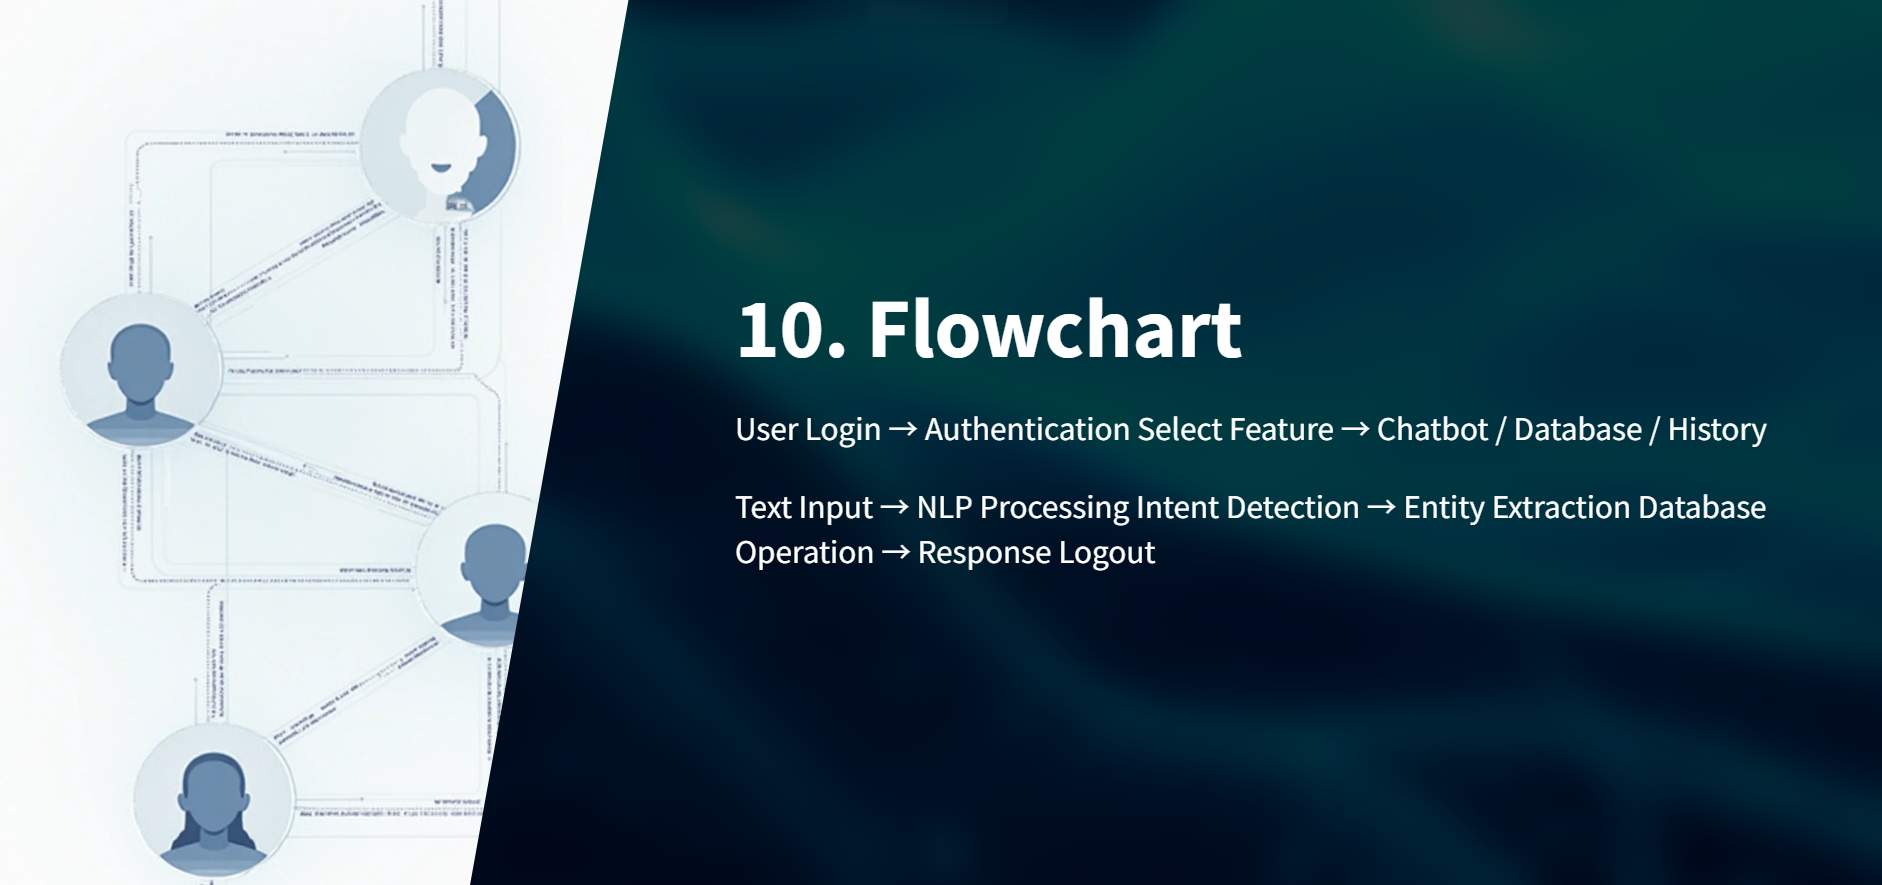 10. Flowchart
User Login → Authentication Select Feature → Chatbot / Database / History
Text Input → NLP Processing Intent Detection → Entity Extraction Database
Operation → Response Logout